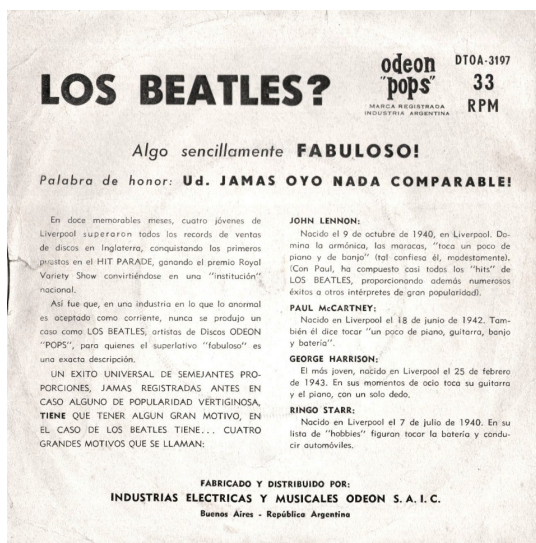 LOS BEATLES?
odeon
"pops"
MARCA REGISTRADA
INDUSTRIA ARGENTINA
DTOA-3197
33
RPM
Algo sencillamente FABULOSO!
Palabra de honor: Ud. JAMAS OYO NADA COMPARABLE!
En doce memorables meses, cuatro jóvenes de
Liverpool superaron todos los records de ventas
de discos en Inglaterra, conquistando los primeros
puestos en el HIT PARADE, ganando el premio Royal
Variety Show convirtiéndose en una "institución"
nacional.
Así fue que, en una industria en lo que lo anormal
es aceptado como corriente, nunca se produjo un
caso como LOS BEATLES, artistas de Discos ODEON
"POPS", para quienes el superlativo "fabuloso" es
una exacta descripción.
UN EXITO UNIVERSAL DE SEMEJANTES PRO-
PORCIONES, JAMAS REGISTRADAS ANTES EN
CASO ALGUNO DE POPULARIDAD VERTIGINOSA,
TIENE QUE TENER ALGUN GRAN MOTIVO, EN
EL CASO DE LOS BEATLES TIENE... CUATRO
GRANDES MOTIVOS QUE SE LLAMAN:
JOHN LENNON:
Nacido el 9 de octubre de 1940, en Liverpool. Do-
mina la armónica, las maracas, "toca un poco de
piano y de banjo" (tal confiesa él, modestamente).
(Con Paul, ha compuesto casi todos los "hits" de
LOS BEATLES, proporcionando además numerosos
éxitos a otros intérpretes de gran popularidad).
PAUL McCARTNEY:
Nacido en Liverpool el 18 de junio de 1942. Tam-
bién él dice tocar "un poco de piano, guitarra, banjo
y batería".
GEORGE HARRISON:
El más joven, nacido en Liverpool el 25 de febrero
de 1943. En sus momentos de ocio toca su guitarra
y el piano, con un solo dedo.
RINGO STARR:
Nacido en Liverpool el 7 de julio de 1940. En su
lista de "hobbies" figuran tocar la batería y condu-
cir automóviles.
FABRICADO Y DISTRIBUIDO POR:
INDUSTRIAS ELECTRICAS Y MUSICALES ODEON S. A. I. C.
Buenos Aires - República Argentina